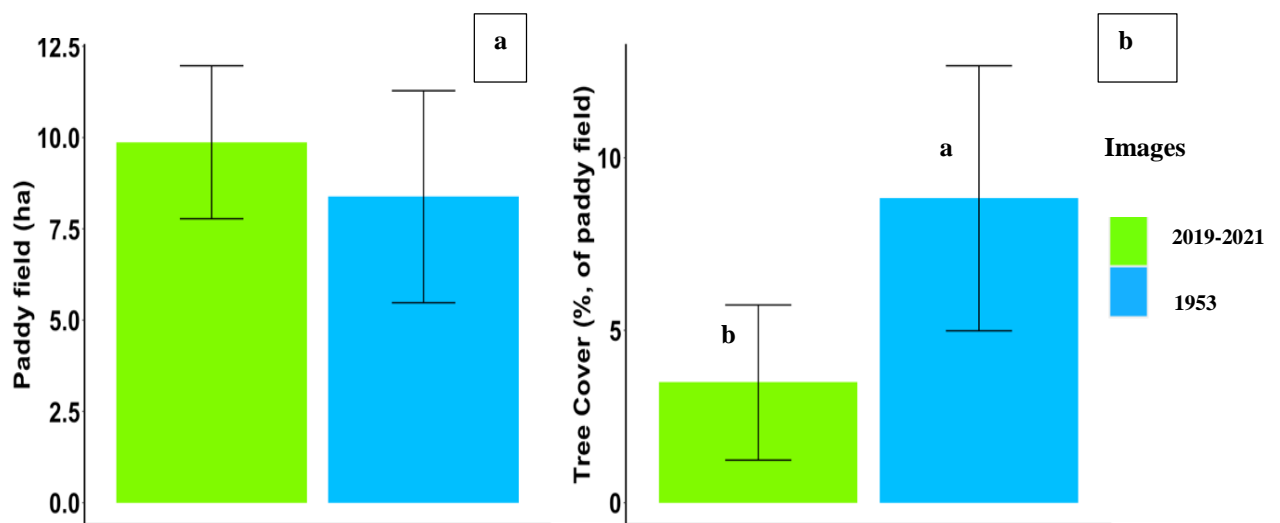 a
Paddy field (ha)
12.5
10.0
7.5
5.0
2.5
0.0
b
Tree Cover (%, of paddy field)
10
5
0
a
b
Images
2019-2021
1953